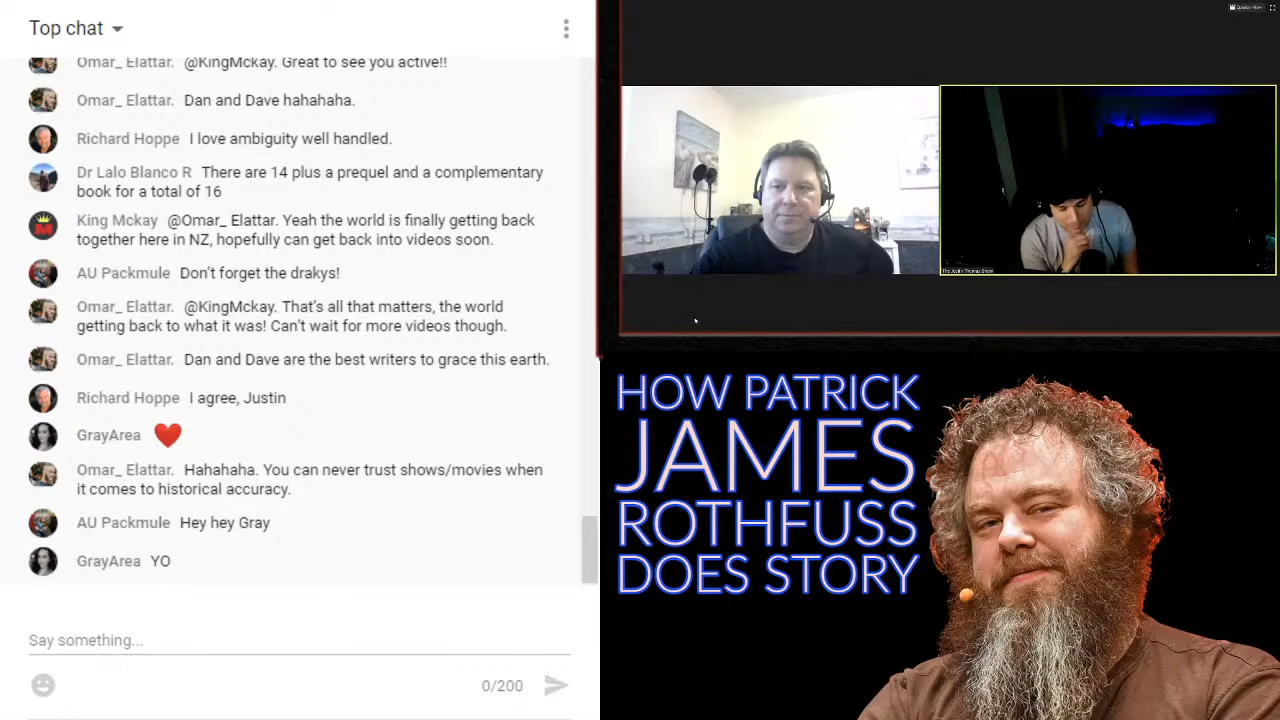 Top chat
Omar_ Elattar. @KingMckay. Great to see you active!!
Omar_ Elattar. Dan and Dave hahahaha.
Richard Hoppe I love ambiguity well handled.
Dr Lalo Blanco R There are 14 plus a prequel and a complementary
book for a total of 16
King Mckay @Omar_ Elattar. Yeah the world is finally getting back
together here in NZ, hopefully can get back into videos soon.
AU Packmule Don't forget the drakys!
Omar_ Elattar. @KingMckay. That's all that matters, the world
getting back to what it was! Can't wait for more videos though.
Omar_ Elattar. Dan and Dave are the best writers to grace this earth.
Richard Hoppe I agree, Justin
GrayArea
Omar_ Elattar. Hahahaha. You can never trust shows/movies when
it comes to historical accuracy.
AU Packmule Hey hey Gray
GrayArea YO
Say something...
0/200
Speaker View
The Justin Thomas Show
HOW PATRICK
JAMES
ROTHFUSS
DOES STORY